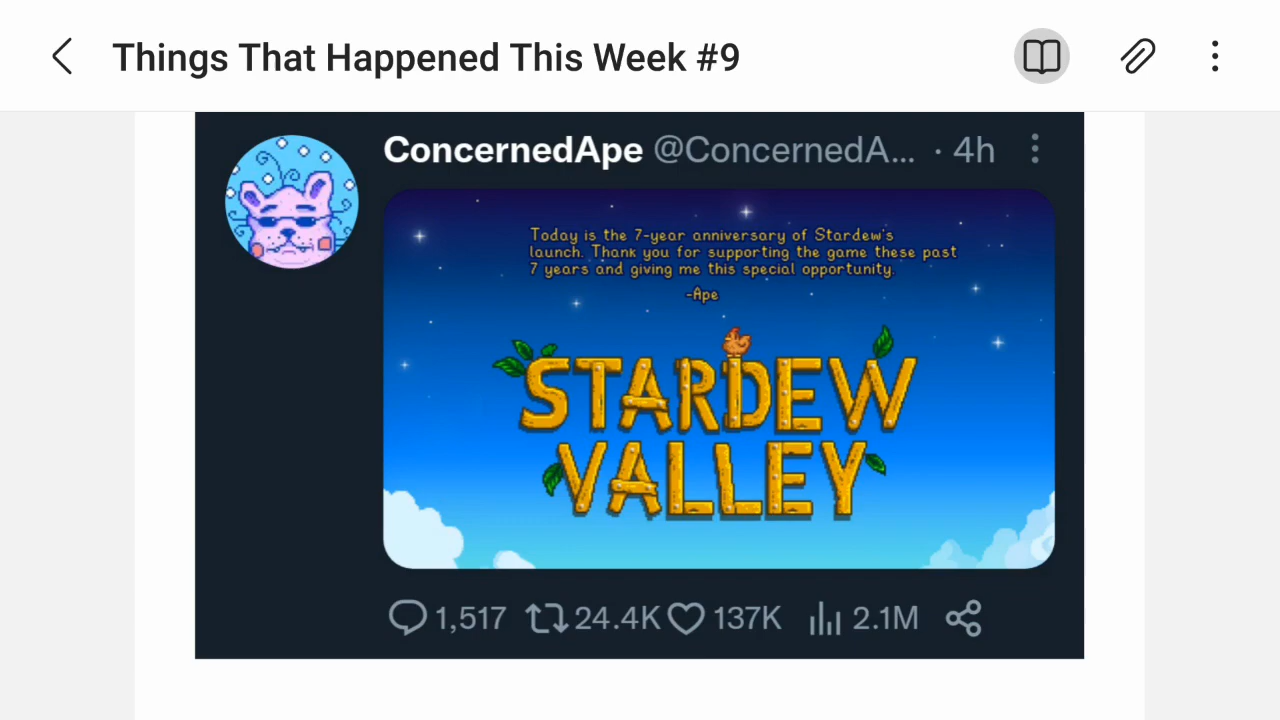 Things That Happened This Week #9
ConcernedApe @ConcernedA... · 4h
Today is the 7-year anniversary of Stardew's
launch. Thank you for supporting the game these past
7 years and giving me this special opportunity.
-Ape
STARDEW
VALLEY
1,517 24.4K 137K 2.1M